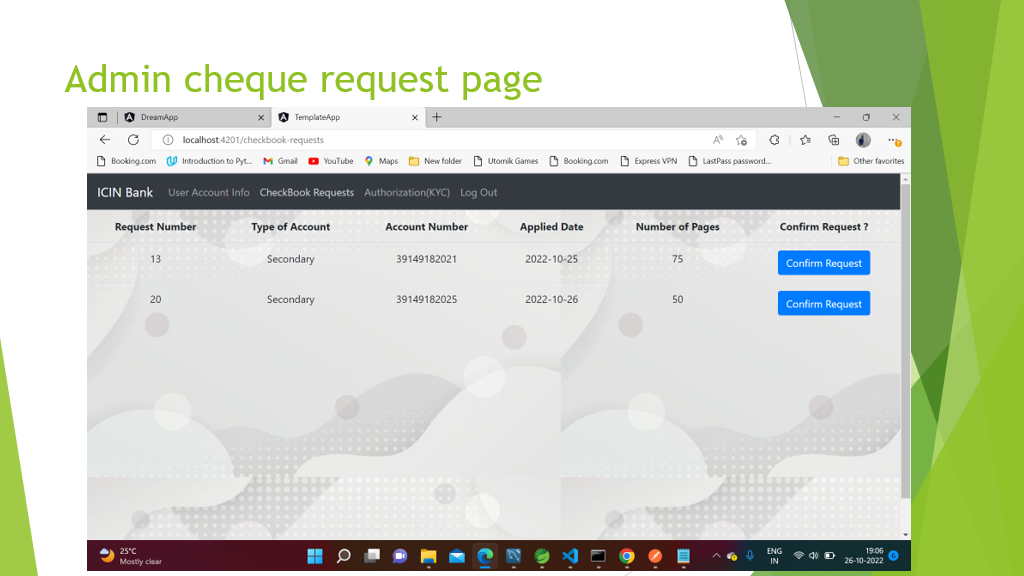 Admin cheque request page
DreamApp TemplateApp
localhost:4201/checkbook-requests
Booking.com Introduction to Pyt... Gmail YouTube Maps New folder Utomik Games Booking.com Express VPN LastPass password... Other favorites
ICIN Bank User Account Info CheckBook Requests Authorization(KYC) Log Out
Request Number Type of Account Account Number Applied Date Number of Pages Confirm Request ?
13 Secondary 39149182021 2022-10-25 75 Confirm Request
20 Secondary 39149182025 2022-10-26 50 Confirm Request
25°C ENG 19:06
Mostly clear IN 26-10-2022